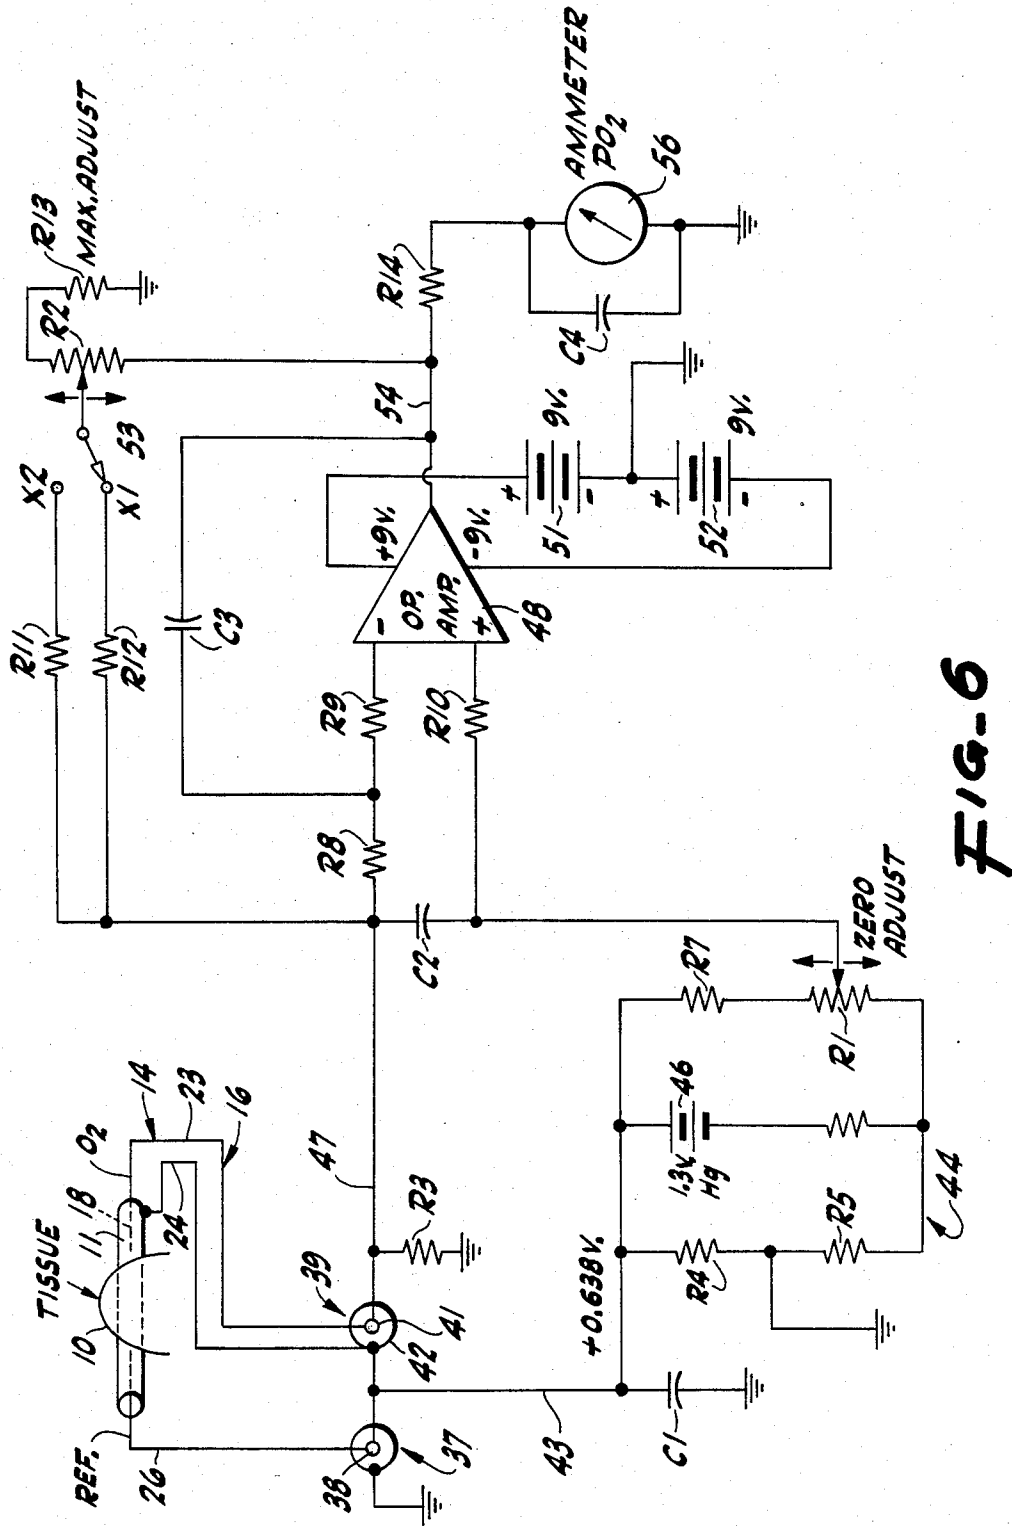 TISSUE
10
11
18
O2
14
23
24
16
REF.
26
38
37
39
42
41
47
R3
43
+0.638V.
C1
R4
R5
1.3V.
Hg
46
R7
R1
ZERO
ADJUST
44
C2
R8
R9
R10
R11
R12
C3
X2
X1
53
R2
R13
MAX. ADJUST
-
OP.
AMP.
+
48
+9V.
-9V.
54
R14
+
51
9V.
-
+
52
9V.
-
C4
AMMETER
PO2
56
FIG-6